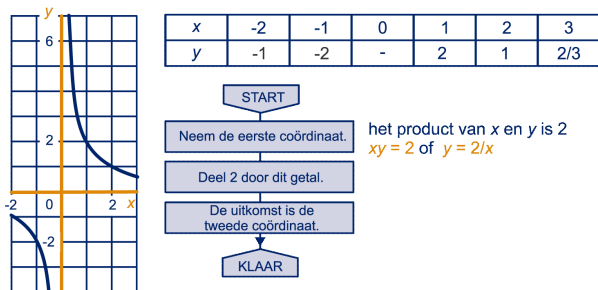 y
6
2
-2 0 2 x
-2
x -2 -1 0 1 2 3
y -1 -2 - 2 1 2/3
START
Neem de eerste coördinaat.
Deel 2 door dit getal.
De uitkomst is de
tweede coördinaat.
KLAAR
het product van x en y is 2
xy = 2 of y = 2/x